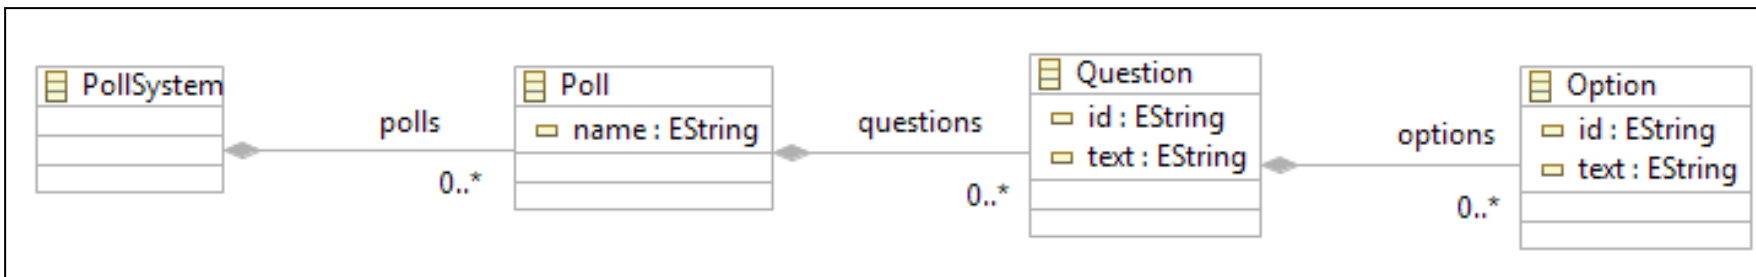 PollSystem
polls
0..*
Poll
name : EString
questions
0..*
Question
id : EString
text : EString
options
0..*
Option
id : EString
text : EString